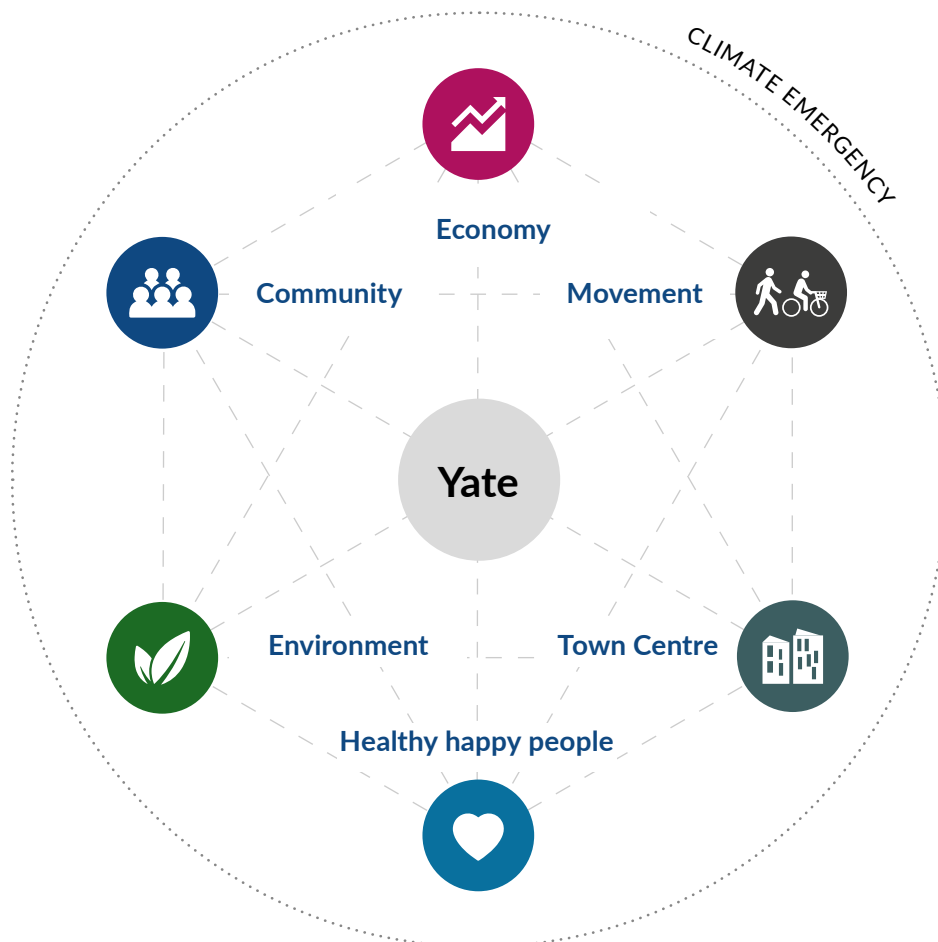 CLIMATE EMERGENCY
Economy
Community
Movement
Yate
Environment
Town Centre
Healthy happy people